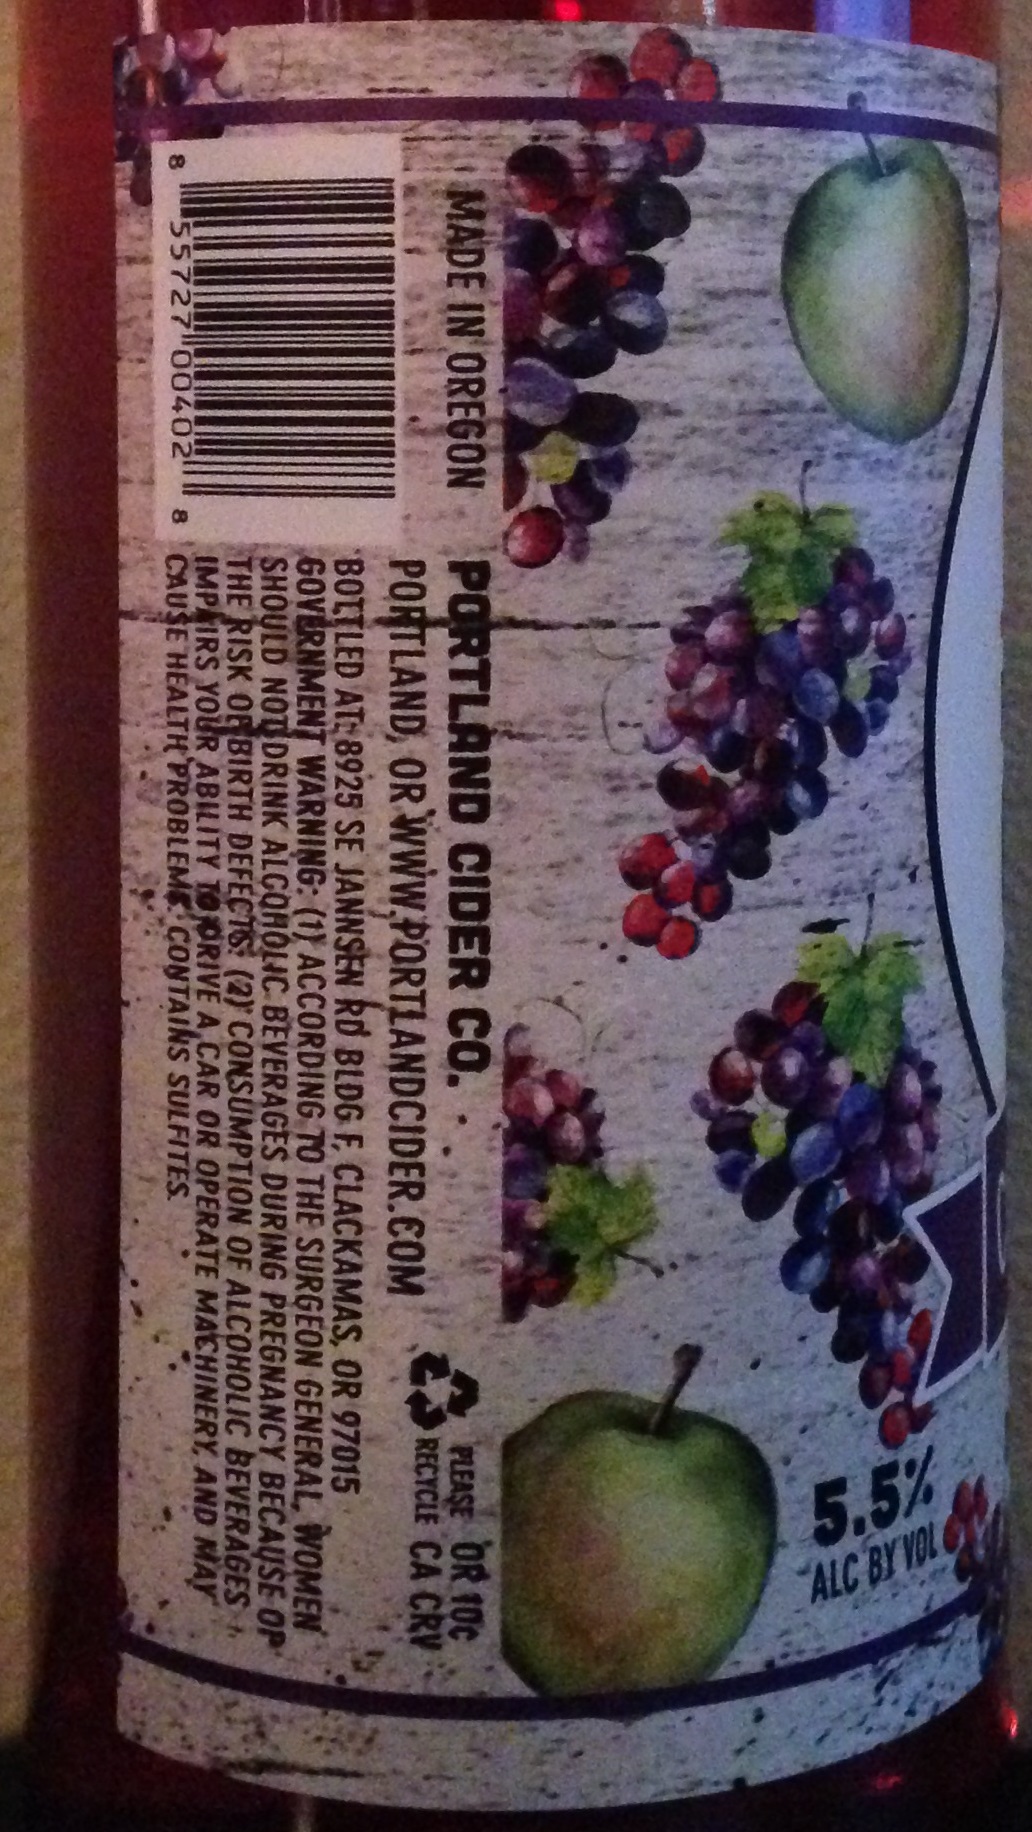 MADE IN OREGON
8 55727 00402 8
PORTLAND CIDER CO.
PORTLAND, OR WWW.PORTLANDCIDER.COM
BOTTLED AT: 8925 SE JANNSEN RD BLDG F, CLACKAMAS, OR 97015
GOVERNMENT WARNING: (1) ACCORDING TO THE SURGEON GENERAL, WOMEN
SHOULD NOT DRINK ALCOHOLIC BEVERAGES DURING PREGNANCY BECAUSE OF
THE RISK OF BIRTH DEFECTS. (2) CONSUMPTION OF ALCOHOLIC BEVERAGES
IMPAIRS YOUR ABILITY TO DRIVE A CAR OR OPERATE MACHINERY, AND MAY
CAUSE HEALTH PROBLEMS. CONTAINS SULFITES.
PLEASE
RECYCLE
OR 10¢
CA CRV
5.5%
ALC BY VOL